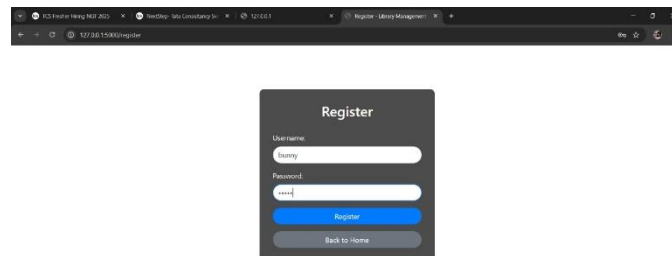 TCS Fresher Hiring NQT 2025
NextStep - Tata Consultancy Se
127.0.0.1
Register - Library Management
127.0.0.1:5000/register
Register
Username:
bunny
Password:
•••••
Register
Back to Home